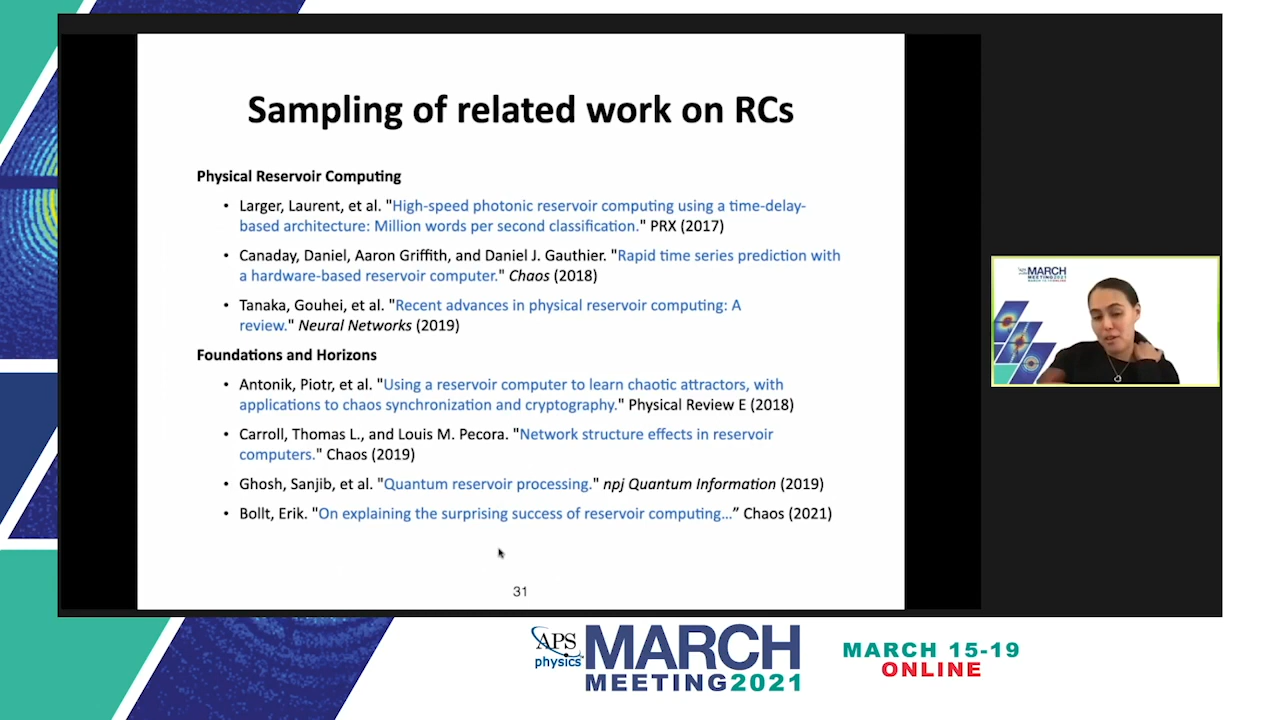 Sampling of related work on RCs
Physical Reservoir Computing
• Larger, Laurent, et al. "High-speed photonic reservoir computing using a time-delay-
based architecture: Million words per second classification." PRX (2017)
• Canaday, Daniel, Aaron Griffith, and Daniel J. Gauthier. "Rapid time series prediction with
a hardware-based reservoir computer." Chaos (2018)
• Tanaka, Gouhei, et al. "Recent advances in physical reservoir computing: A
review." Neural Networks (2019)
Foundations and Horizons
• Antonik, Piotr, et al. "Using a reservoir computer to learn chaotic attractors, with
applications to chaos synchronization and cryptography." Physical Review E (2018)
• Carroll, Thomas L., and Louis M. Pecora. "Network structure effects in reservoir
computers." Chaos (2019)
• Ghosh, Sanjib, et al. "Quantum reservoir processing." npj Quantum Information (2019)
• Bollt, Erik. "On explaining the surprising success of reservoir computing…” Chaos (2021)
31
MARCH
MEETING2021
APS
physics
MARCH
MEETING2021
MARCH 15-19
ONLINE